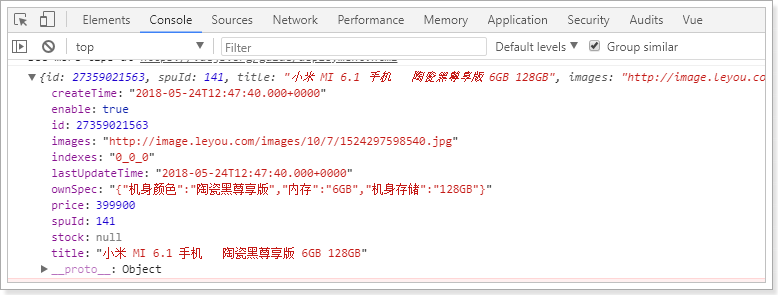 Elements Console Sources Network Performance Memory Application Security Audits Vue
top Filter Default levels ▼ Group similar
▼{id: 27359021563, spuId: 141, title: "小米 MI 6.1 手机   陶瓷黑尊享版 6GB 128GB", images: "http://image.leyou.co
createTime: "2018-05-24T12:47:40.000+0000"
enable: true
id: 27359021563
images: "http://image.leyou.com/images/10/7/1524297598540.jpg"
indexes: "0_0_0"
lastUpdateTime: "2018-05-24T12:47:40.000+0000"
ownSpec: "{"机身颜色":"陶瓷黑尊享版","内存":"6GB","机身存储":"128GB"}"
price: 399900
spuId: 141
stock: null
title: "小米 MI 6.1 手机   陶瓷黑尊享版 6GB 128GB"
▶__proto__: Object